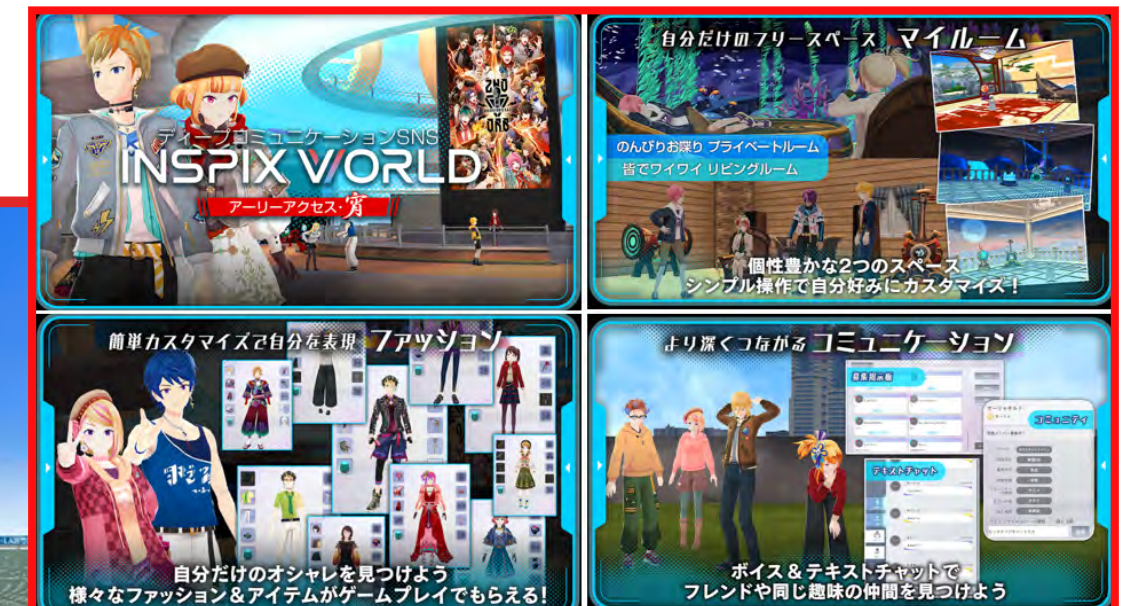 ディープコミュニケーションSNS
INSPIX WORLD
アーリーアクセス・宵
240
ORB
自分だけのフリースペース マイルーム
のんびりお喋り プライベートルーム
皆でワイワイ リビングルーム
個性豊かな2つのスペース
シンプル操作で自分好みにカスタマイズ!
簡単カスタマイズで自分を表現 ファッション
自分だけのオシャレを見つけよう
様々なファッション&アイテムがゲームプレイでもらえる!
より深くつながる コミュニケーション
募集掲示板
コミュニティ
テキストチャット
ボイス&テキストチャットで
フレンドや同じ趣味の仲間を見つけよう